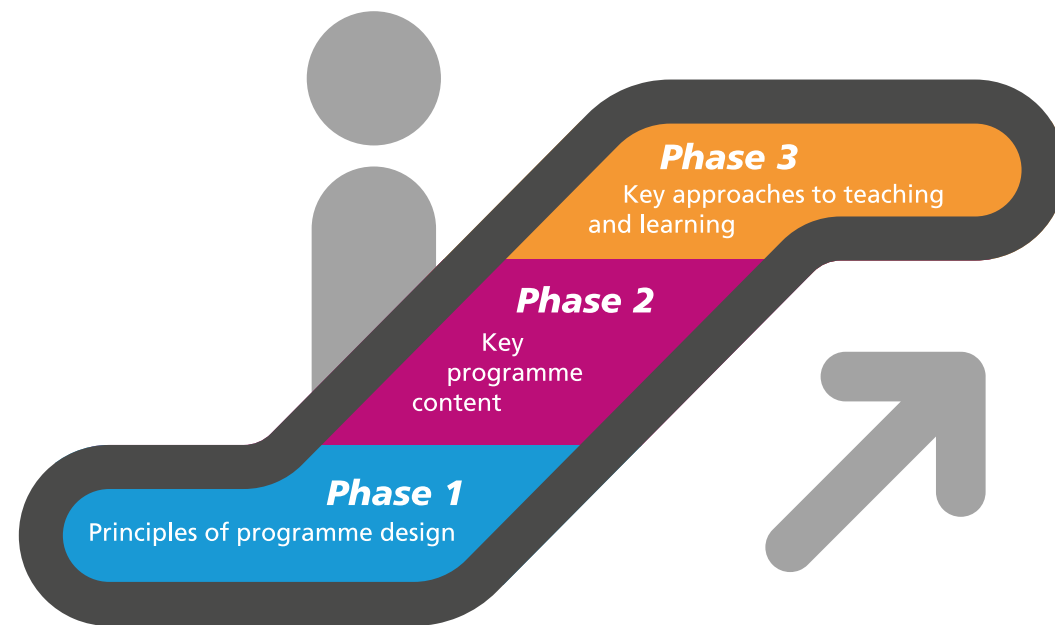 Phase 3
Key approaches to teaching
and learning
Phase 2
Key
programme
content
Phase 1
Principles of programme design